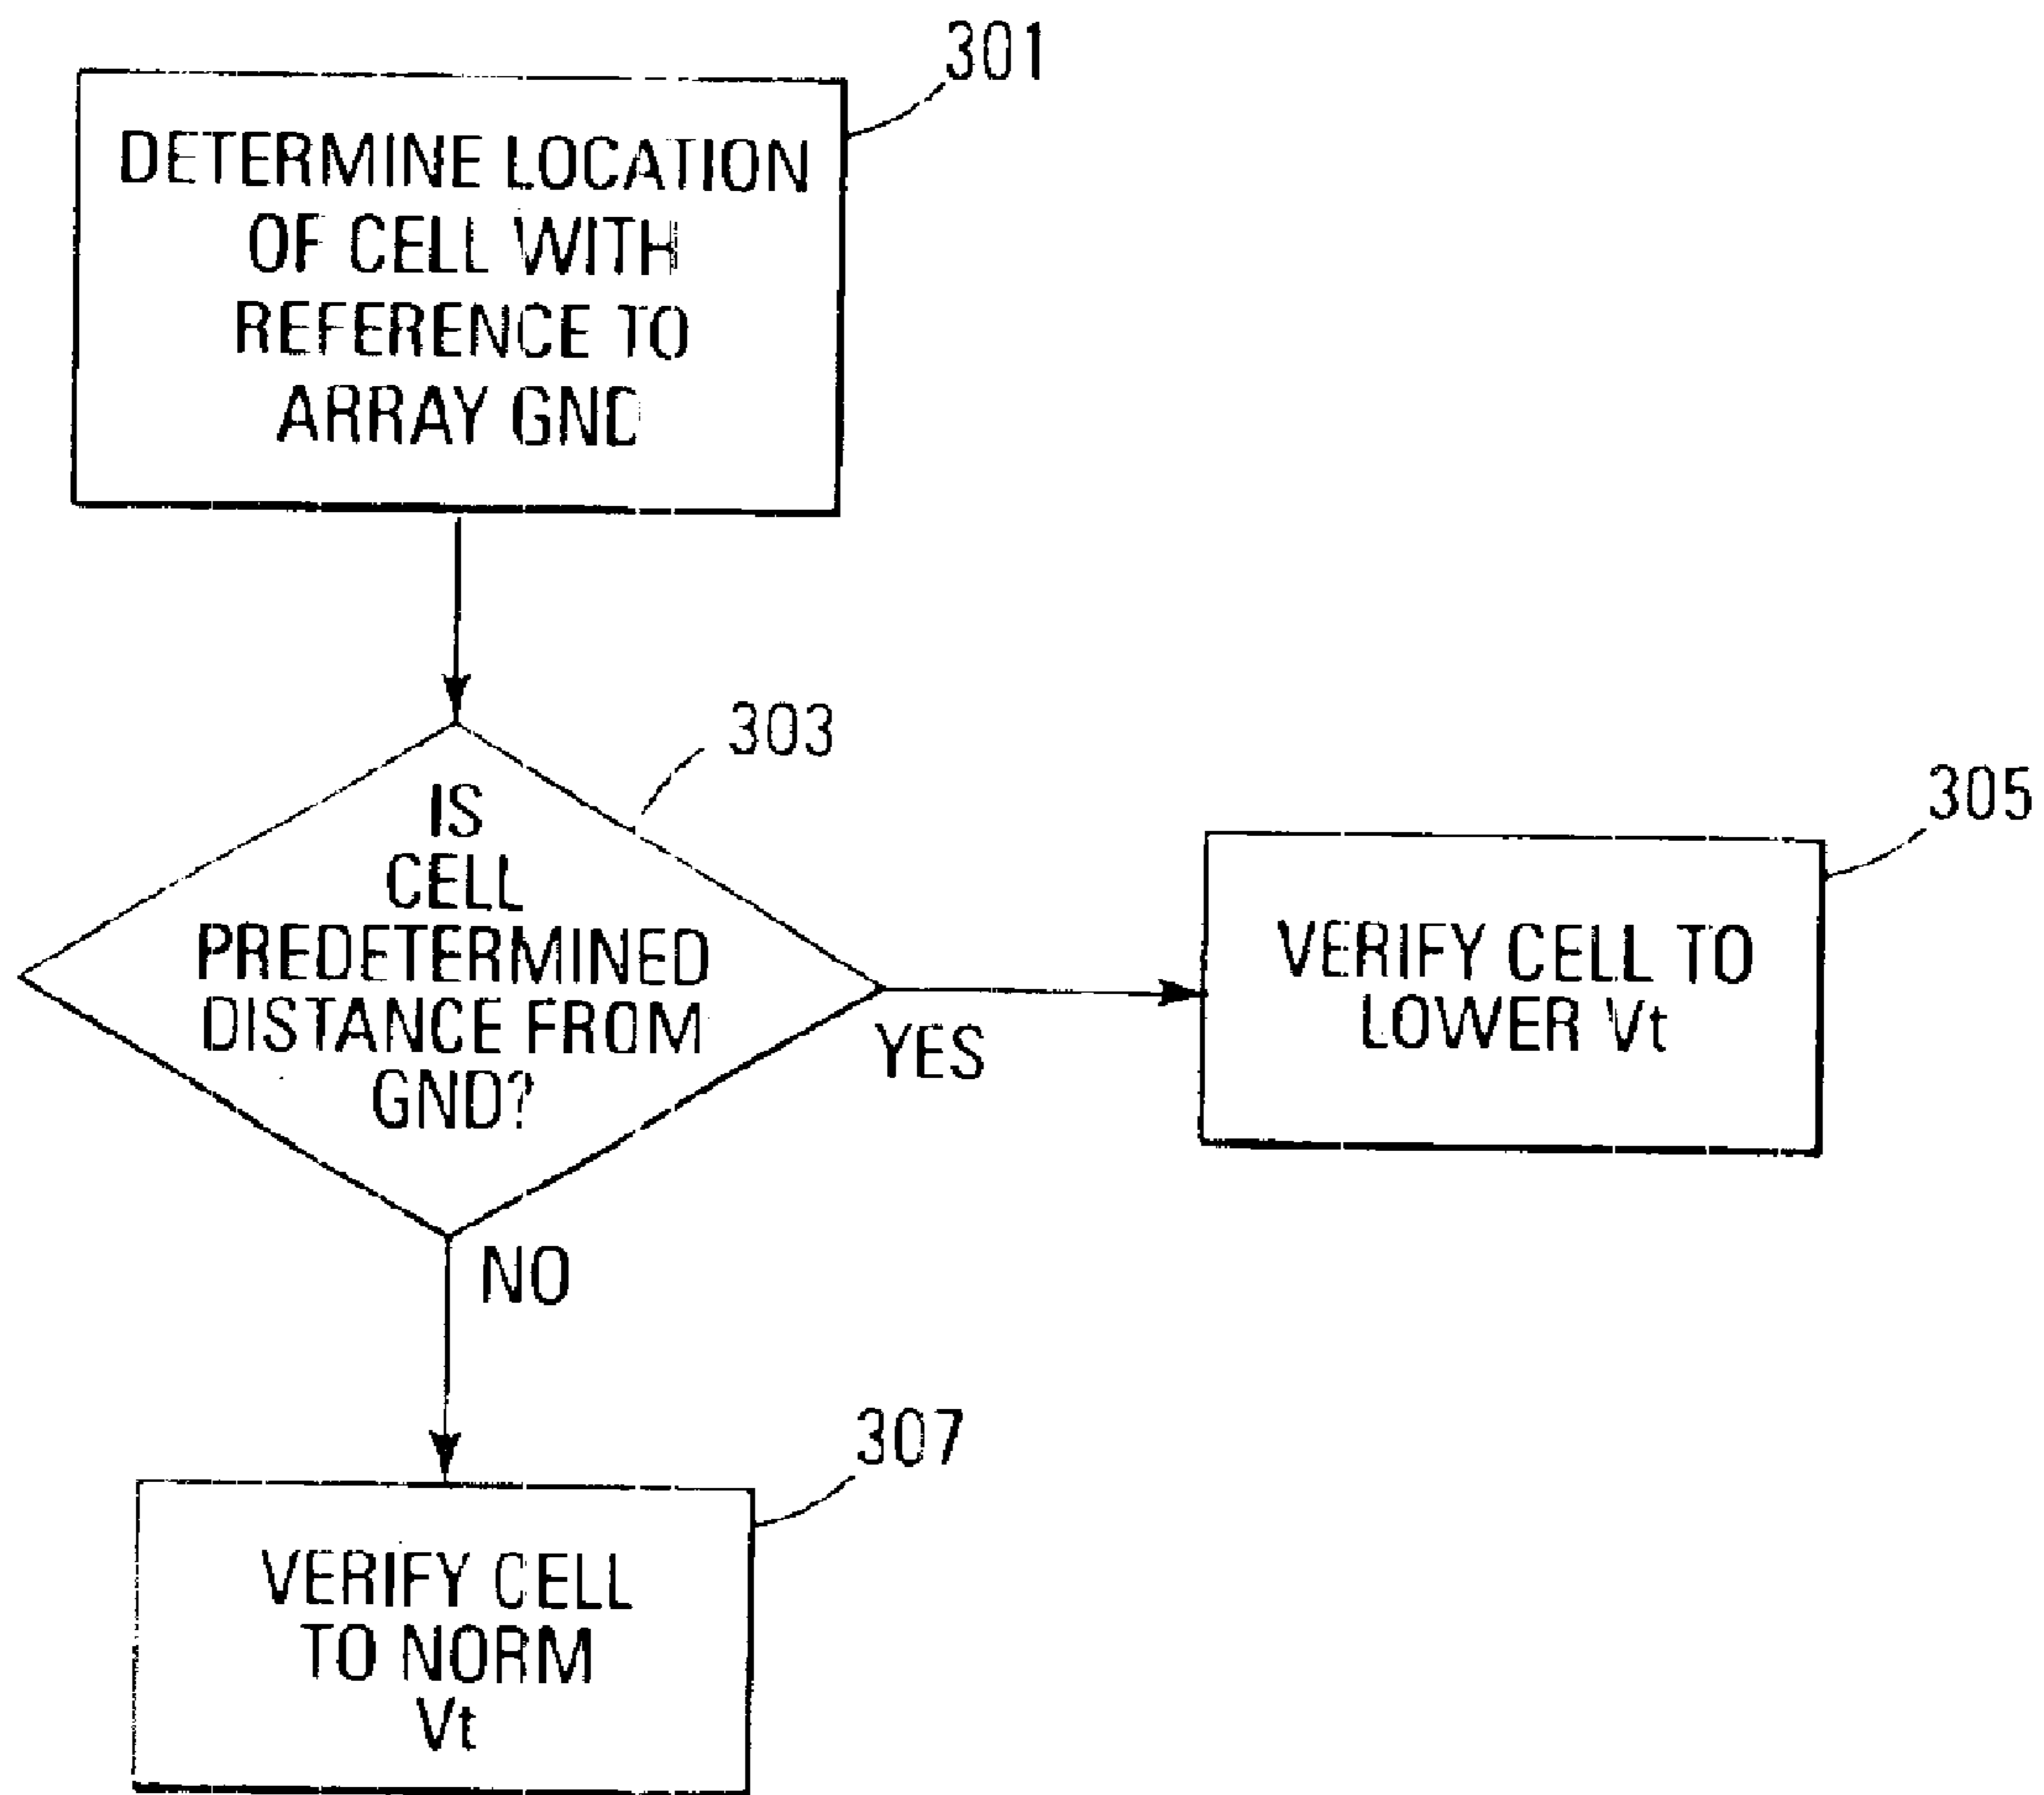 301
DETERMINE LOCATION
OF CELL WITH
REFERENCE TO
ARRAY GND
303
IS
CELL
PREDETERMINED
DISTANCE FROM
GND?
YES
305
VERIFY CELL TO
LOWER Vt
NO
307
VERIFY CELL
TO NORM
Vt